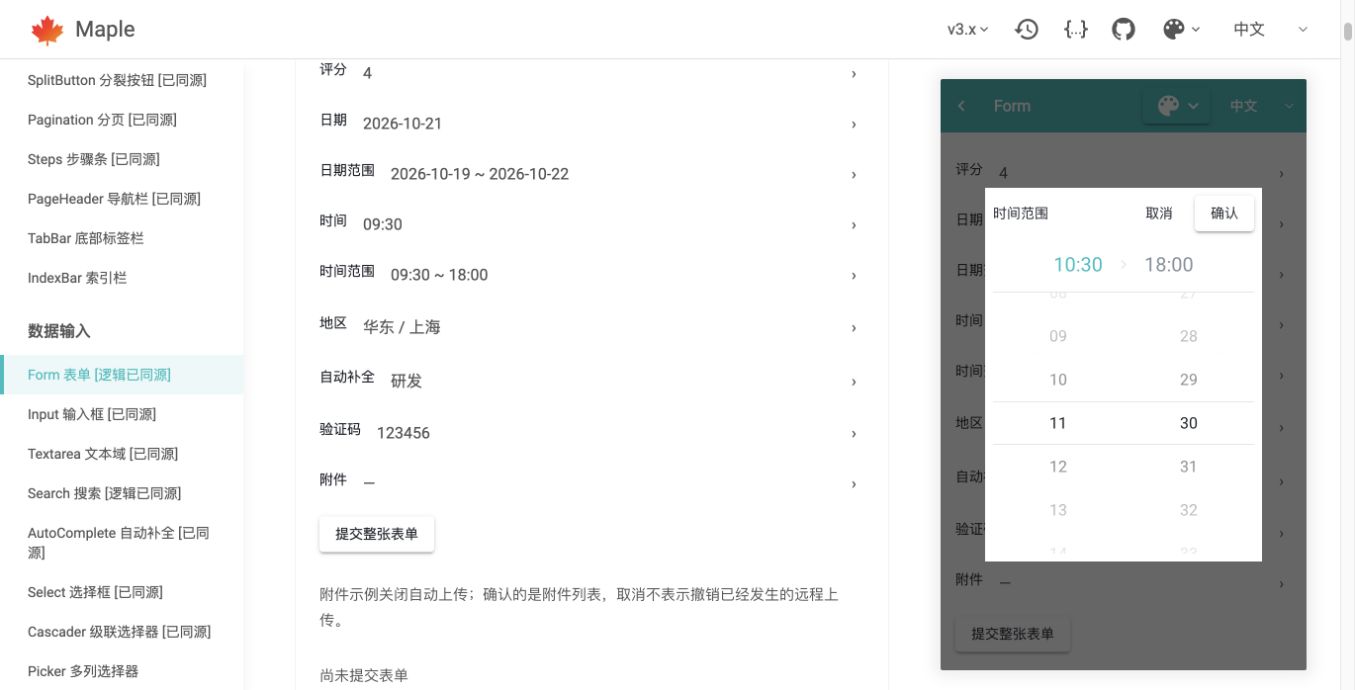 Maple
v3.x
{...}
中文
SplitButton 分裂按钮 [已同源]
Pagination 分页 [已同源]
Steps 步骤条 [已同源]
PageHeader 导航栏 [已同源]
TabBar 底部标签栏
IndexBar 索引栏
数据输入
Form 表单 [逻辑已同源]
Input 输入框 [已同源]
Textarea 文本域 [已同源]
Search 搜索 [逻辑已同源]
AutoComplete 自动补全 [已同
源]
Select 选择框 [已同源]
Cascader 级联选择器 [已同源]
Picker 多列选择器
评分 4
日期 2026-10-21
日期范围 2026-10-19 ~ 2026-10-22
时间 09:30
时间范围 09:30 ~ 18:00
地区 华东 / 上海
自动补全 研发
验证码 123456
附件 —
提交整张表单
附件示例关闭自动上传；确认的是附件列表，取消不表示撤销已经发生的远程上
传。
尚未提交表单
Form
中文
评分 4
日期
时间范围 取消 确认
10:30 18:00
08 27
09 28
10 29
11 30
12 31
13 32
14 33
时间
地区
附件 —
提交整张表单